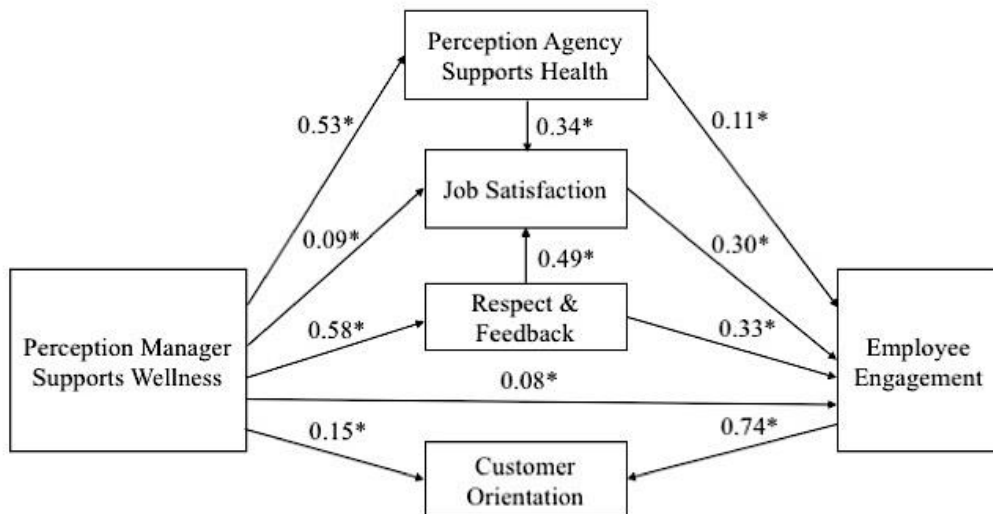 Perception Agency
Supports Health
0.53*
0.34*
0.11*
Job Satisfaction
0.09*
0.49*
0.30*
Respect &
Feedback
0.58*
0.33*
Perception Manager
Supports Wellness
Employee
Engagement
0.08*
0.15*
0.74*
Customer
Orientation